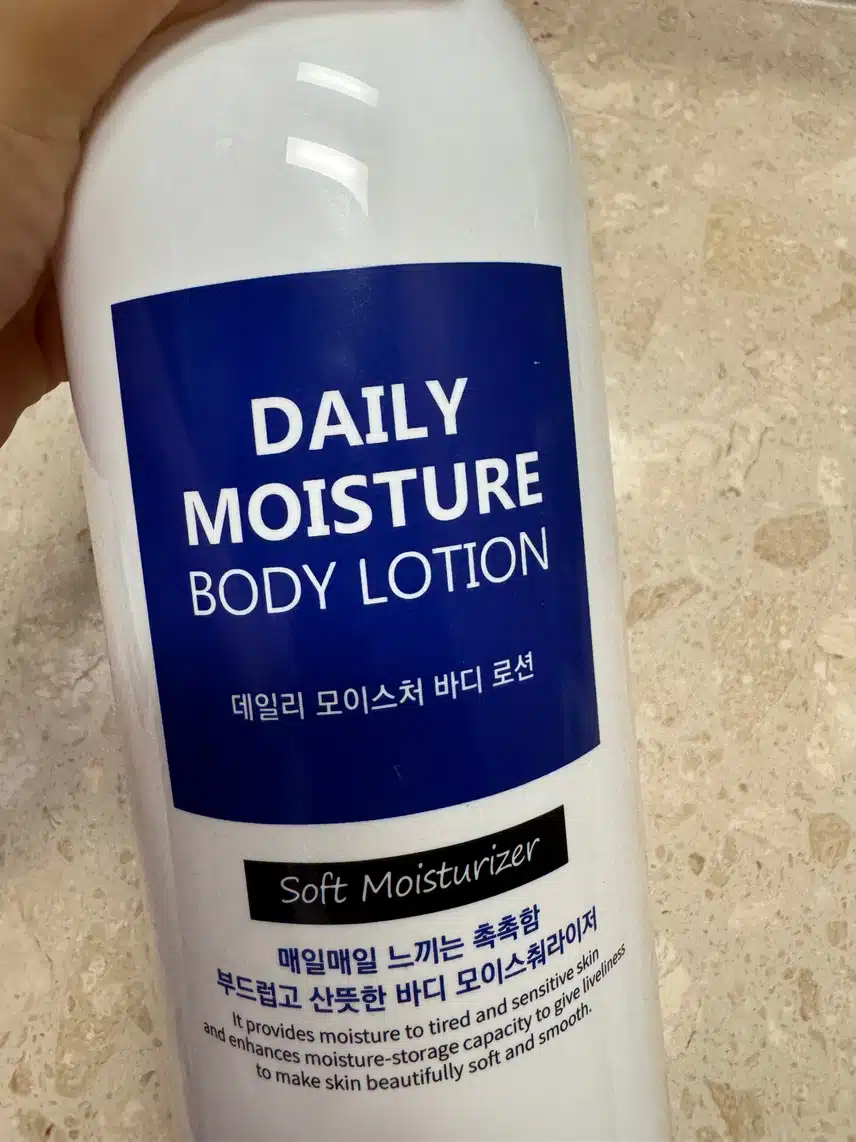 DAILY
MOISTURE
BODY LOTION
데일리 모이스처 바디 로션
Soft Moisturizer
매일매일 느끼는 촉촉함
부드럽고 산뜻한 바디 모이스춰라이저
It provides moisture to tired and sensitive skin
and enhances moisture-storage capacity to give liveliness
to make skin beautifully soft and smooth.